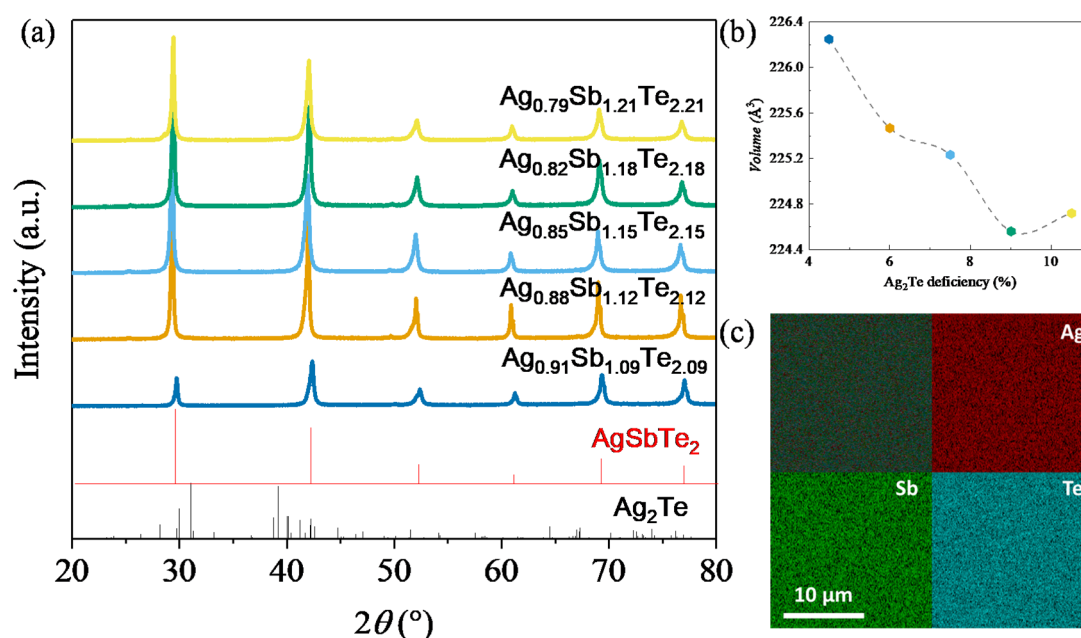 (a)
Intensity (a.u.)
Ag0.79Sb1.21Te2.21
Ag0.82Sb1.18Te2.18
Ag0.85Sb1.15Te2.15
Ag0.88Sb1.12Te2.12
Ag0.91Sb1.09Te2.09
AgSbTe2
Ag2Te
20 30 40 50 60 70 80
2θ (°)
(b)
Volume (Å3)
226.4
226.0
225.6
225.2
224.8
224.4
4 6 8 10
Ag2Te deficiency (%)
(c)
Ag
Sb
Te
10 μm